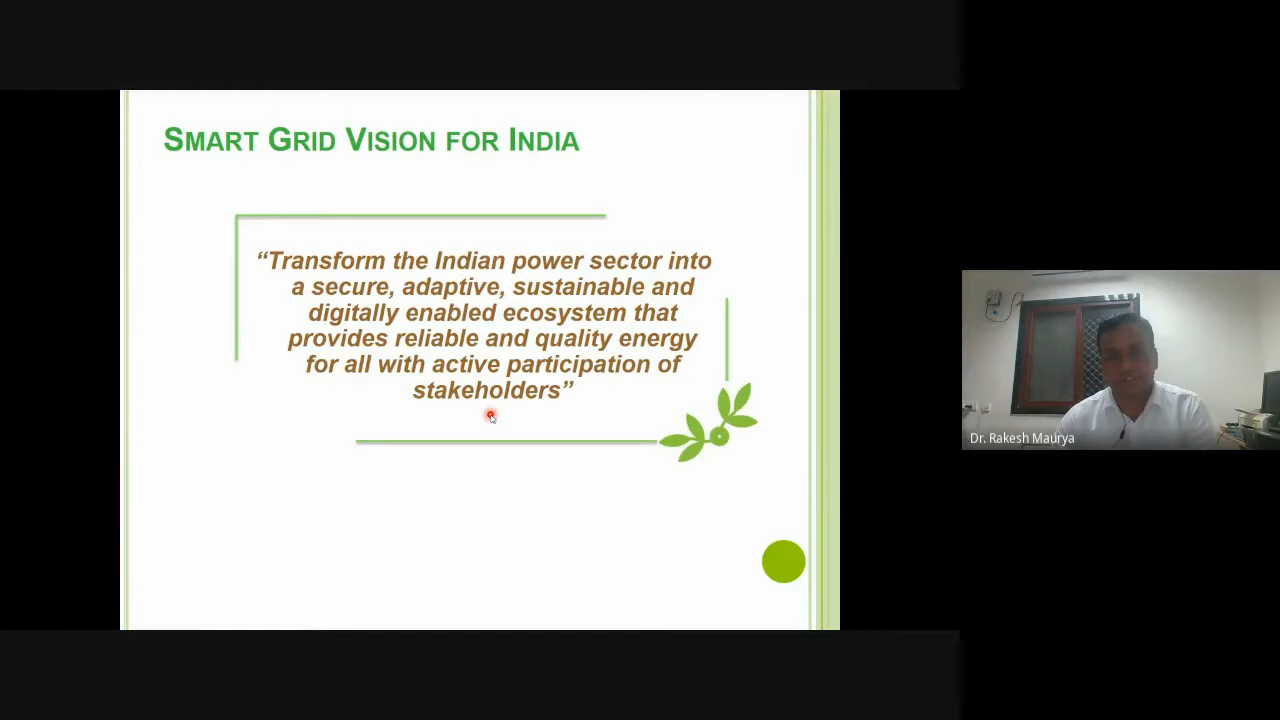 SMART GRID VISION FOR INDIA
“Transform the Indian power sector into
a secure, adaptive, sustainable and
digitally enabled ecosystem that
provides reliable and quality energy
for all with active participation of
stakeholders”
Dr. Rakesh Maurya